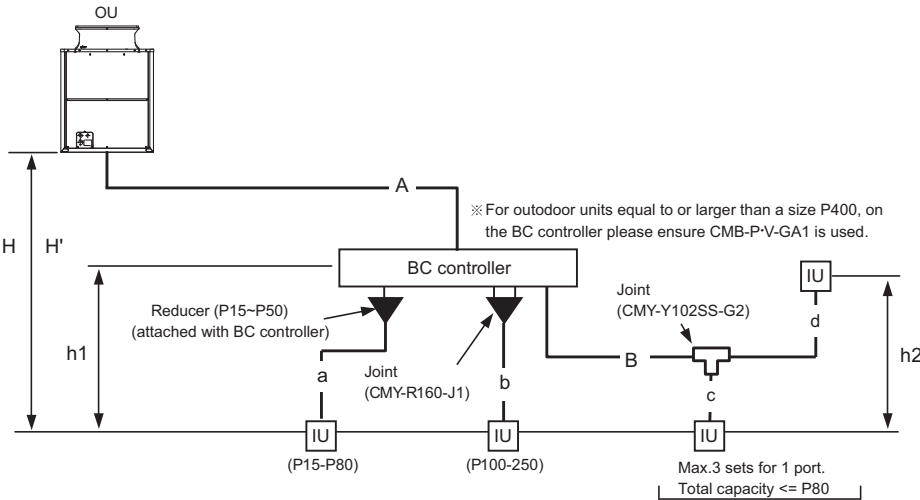 OU
A
※For outodoor units equal to or larger than a size P400, on
the BC controller please ensure CMB-P･V-GA1 is used.
H
H'
BC controller
IU
Reducer (P15~P50)
(attached with BC controller)
Joint
(CMY-Y102SS-G2)
d
h1
h2
Joint
(CMY-R160-J1)
a
b
B
c
IU
IU
IU
(P15-P80)
(P100-250)
Max.3 sets for 1 port.
Total capacity <= P80